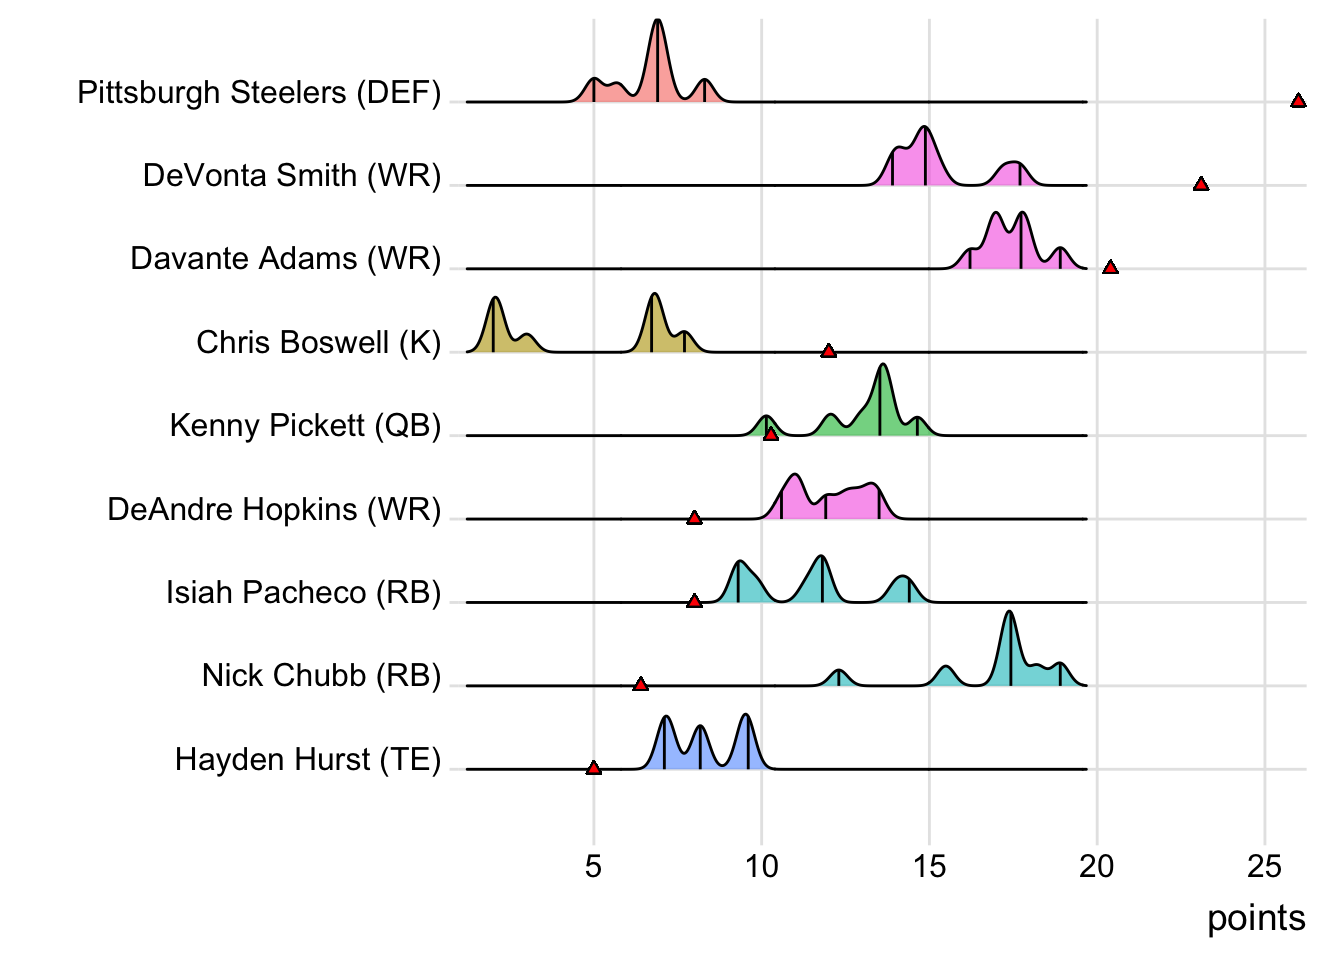 Pittsburgh Steelers (DEF)
DeVonta Smith (WR)
Davante Adams (WR)
Chris Boswell (K)
Kenny Pickett (QB)
DeAndre Hopkins (WR)
Isiah Pacheco (RB)
Nick Chubb (RB)
Hayden Hurst (TE)
5 10 15 20 25
points